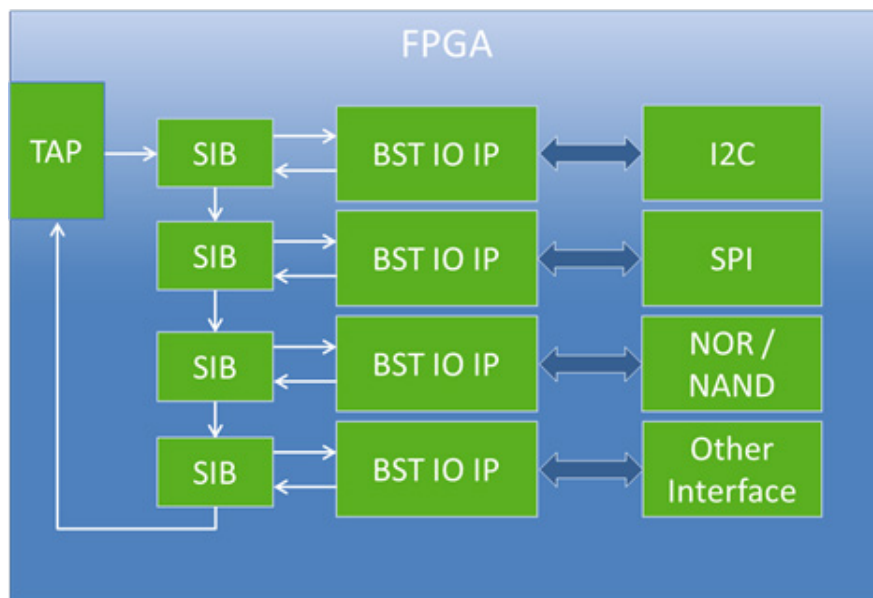 FPGA
TAP
SIB
BST IO IP
I2C
SIB
BST IO IP
SPI
SIB
BST IO IP
NOR /
NAND
SIB
BST IO IP
Other
Interface